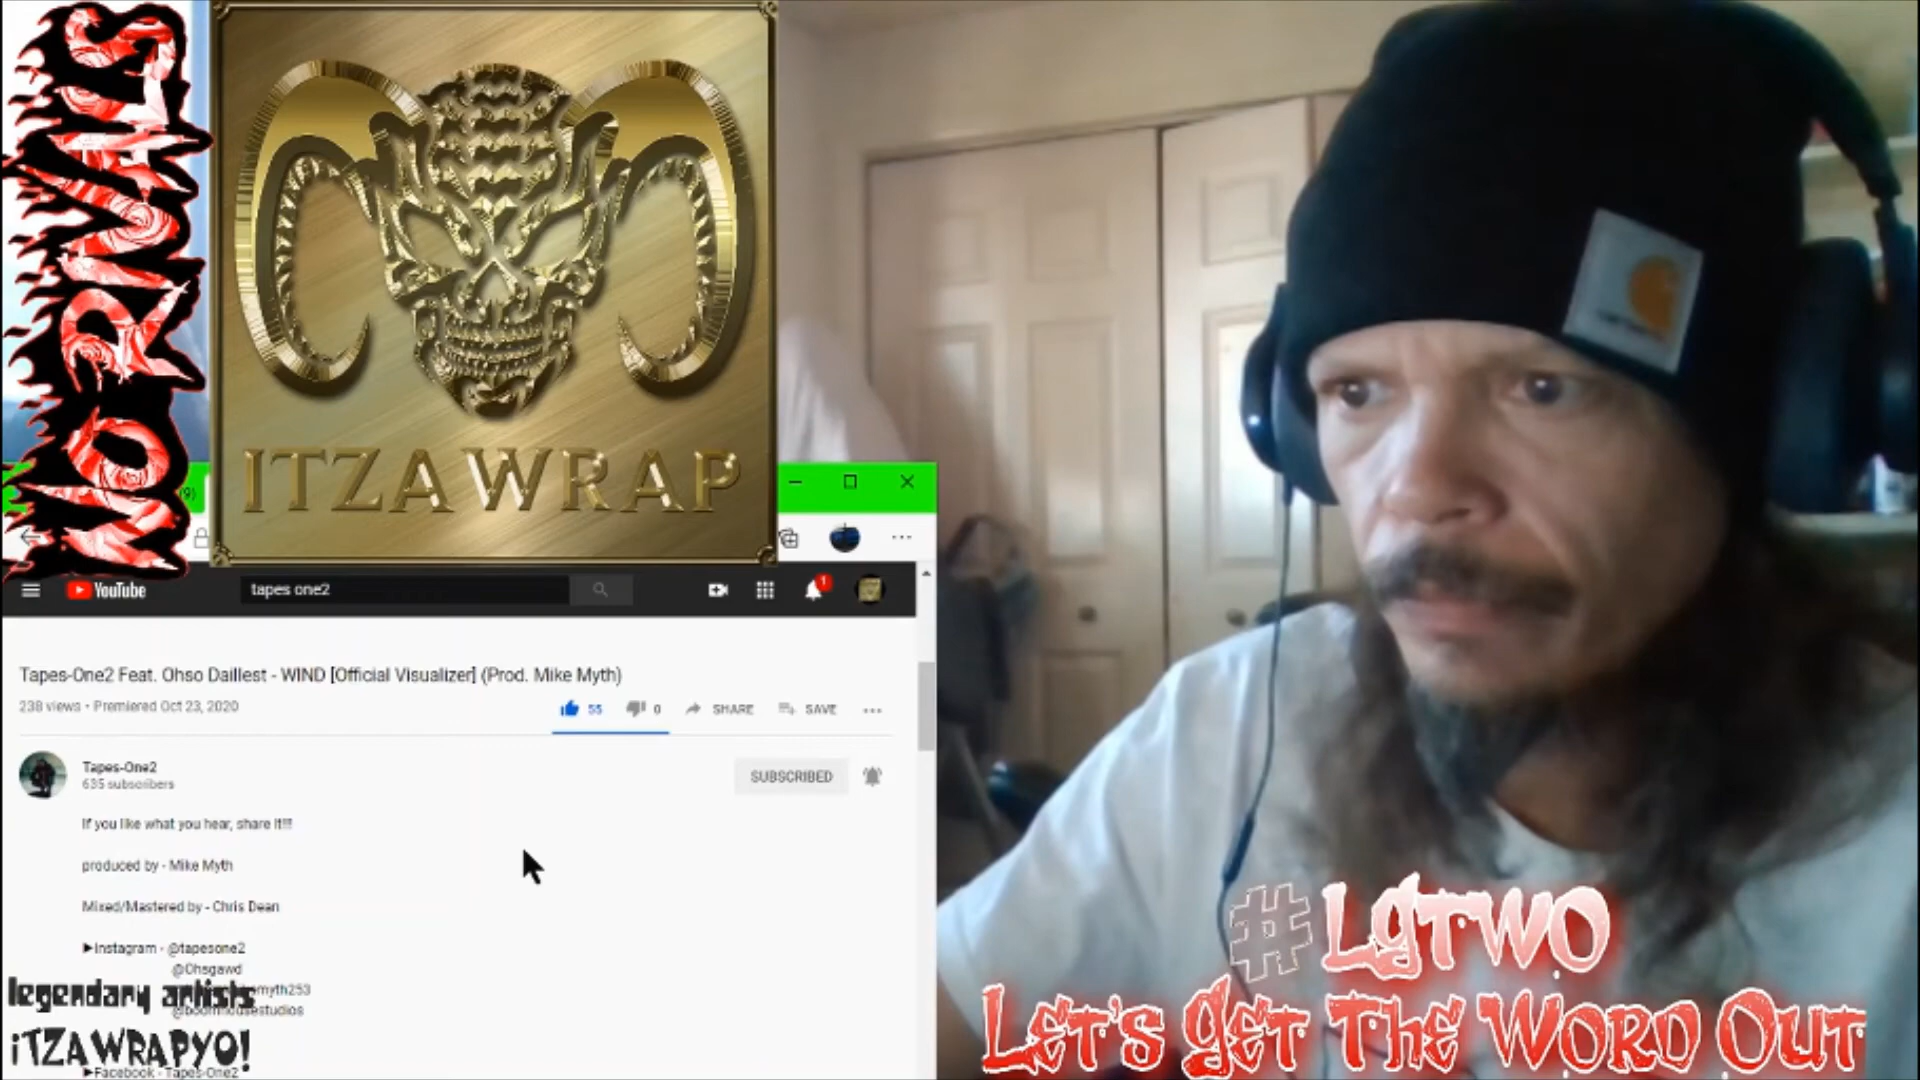 MORNVILS
ITZAWRAP
YouTube
tapes one2
1
Tapes-One2 Feat. Ohso Daillest - WIND [Official Visualizer] (Prod. Mike Myth)
238 views • Premiered Oct 23, 2020
55
0
SHARE
SAVE
Tapes-One2
635 subscribers
SUBSCRIBED
If you like what you hear, share it!!!
produced by - Mike Myth
Mixed/Mastered by - Chris Dean
►Instagram - @tapesone2
@Ohsgawd
legendary artists
iTZAWRAPYO!
►Facebook - Tapes-One2
#LGTWO
Let's Get The Word Out